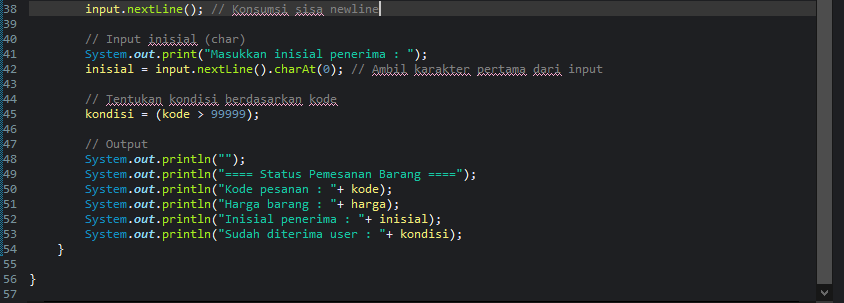 38 input.nextLine(); // Konsumsi sisa newline
39
40 // Input inisial (char)
41 System.out.print("Masukkan inisial penerima : ");
42 inisial = input.nextLine().charAt(0); // Ambil karakter pertama dari input
43
44 // Tentukan kondisi berdasarkan kode
45 kondisi = (kode > 99999);
46
47 // Output
48 System.out.println("");
49 System.out.println("==== Status Pemesanan Barang ====");
50 System.out.println("Kode pesanan : "+ kode);
51 System.out.println("Harga barang : "+ harga);
52 System.out.println("Inisial penerima : "+ inisial);
53 System.out.println("Sudah diterima user : "+ kondisi);
54 }
55
56 }
57